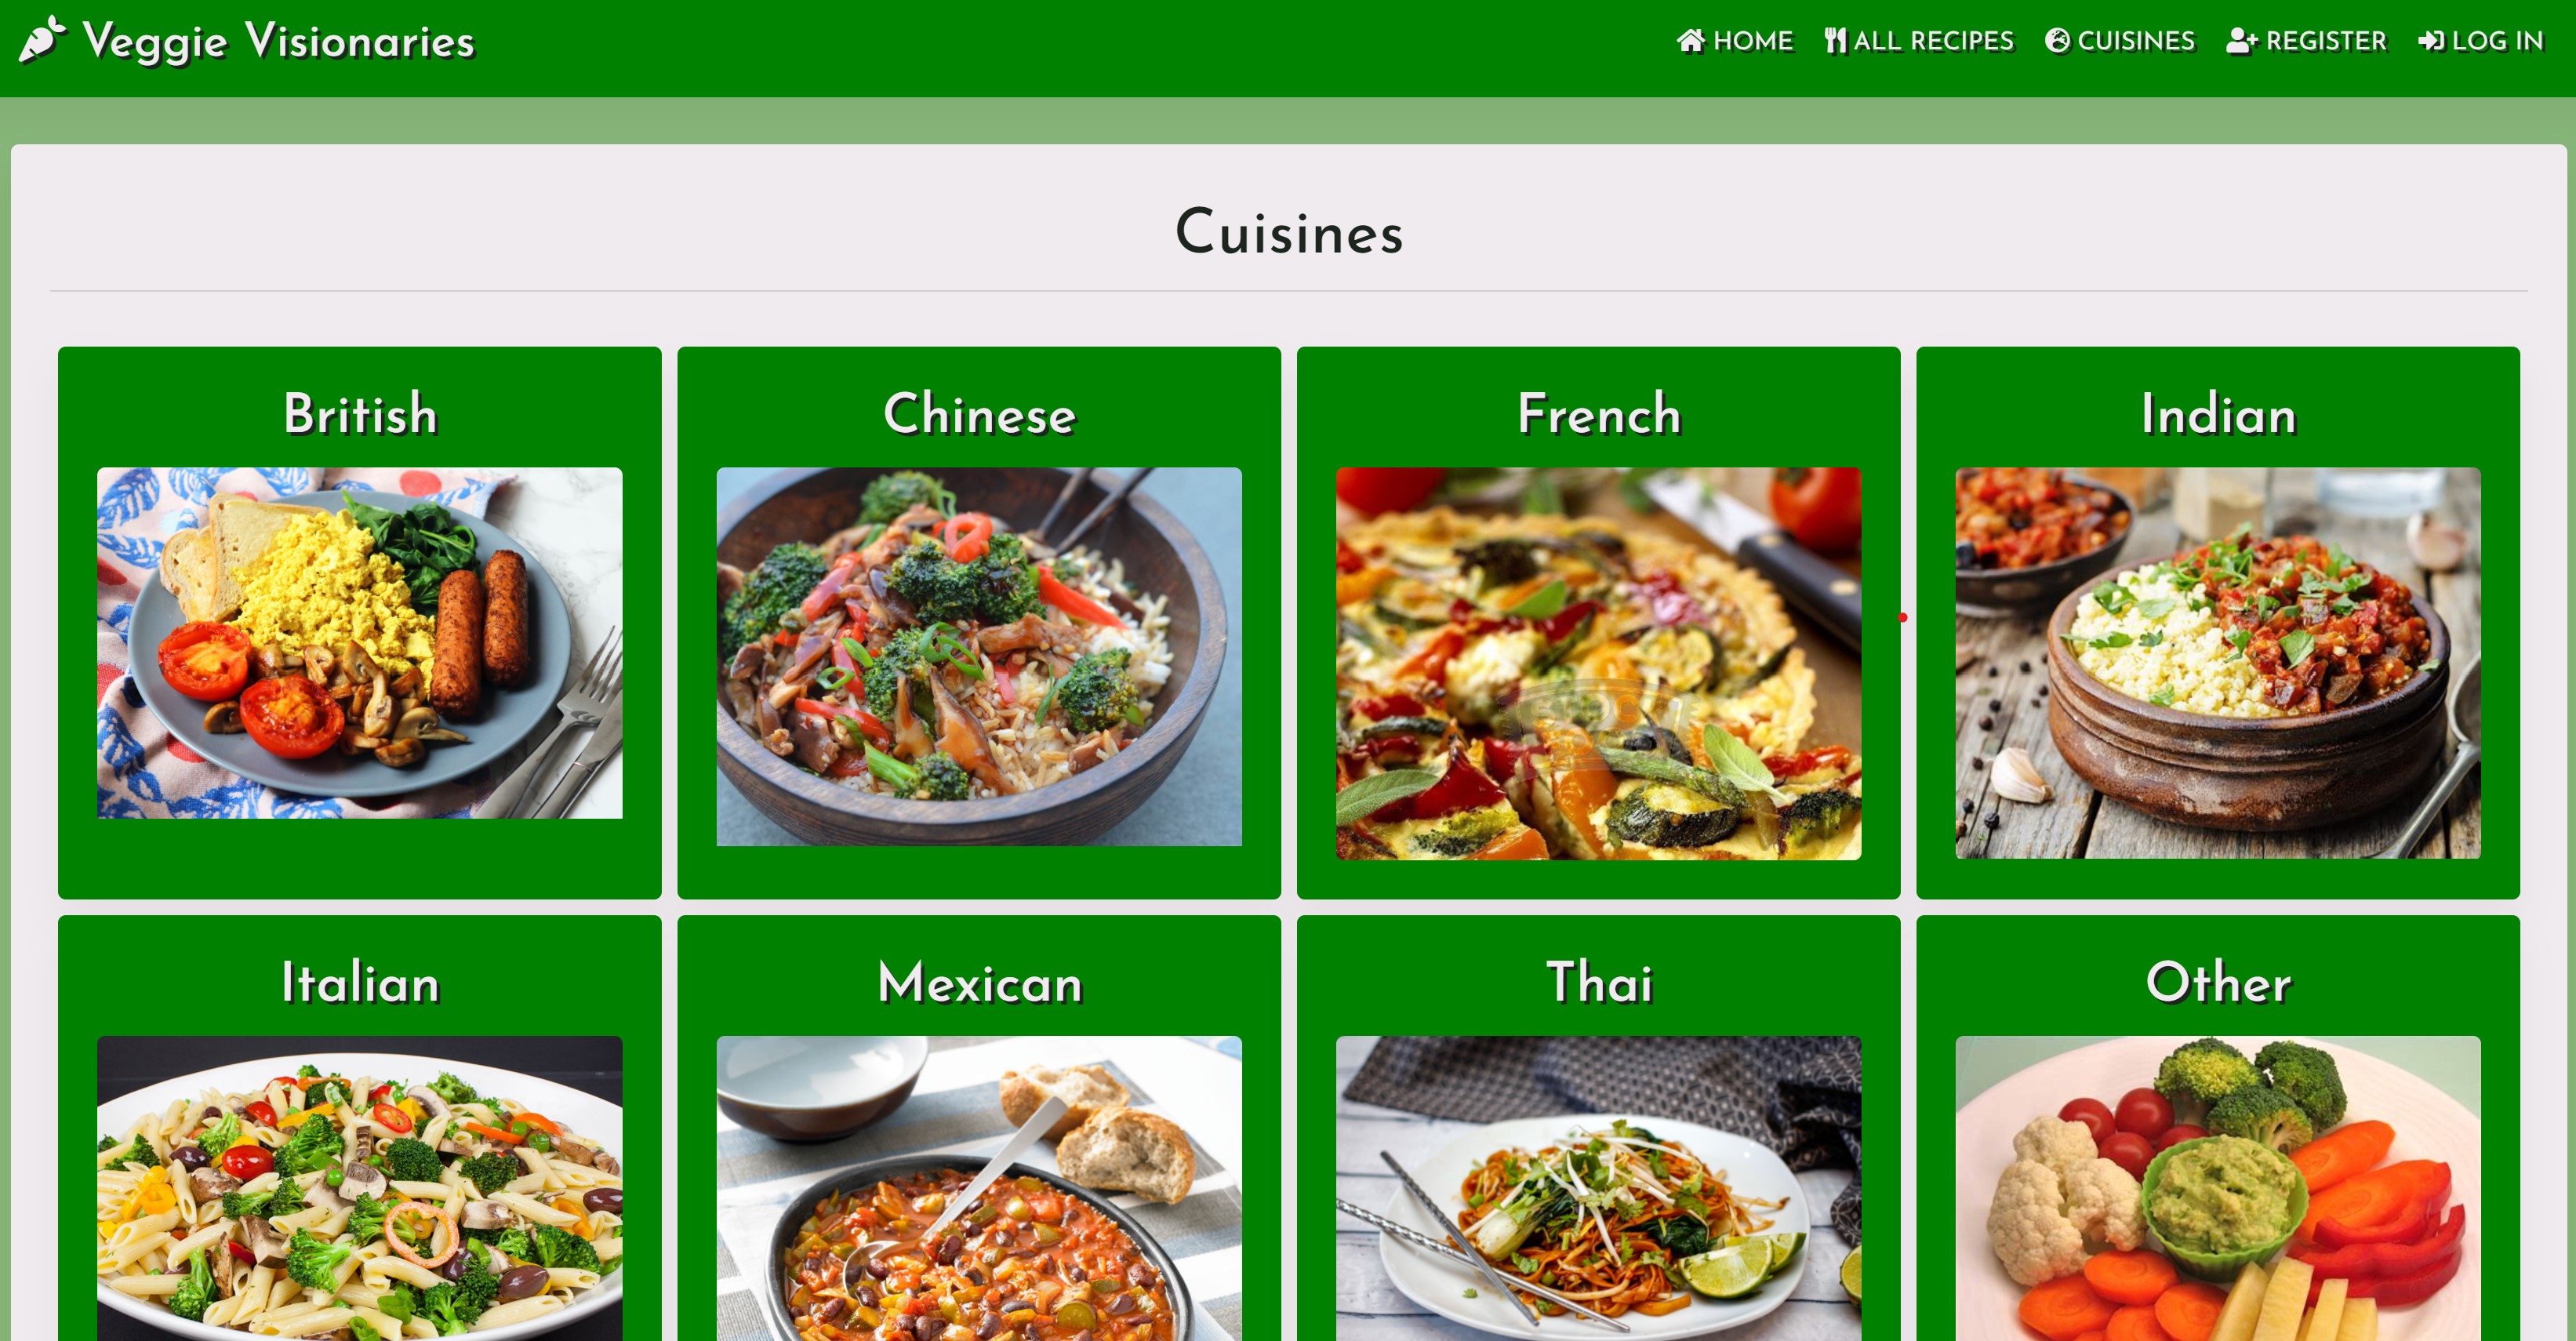 Veggie Visionaries
HOME ALL RECIPES CUISINES REGISTER LOG IN
Cuisines
British Chinese French Indian
Italian Mexican Thai Other